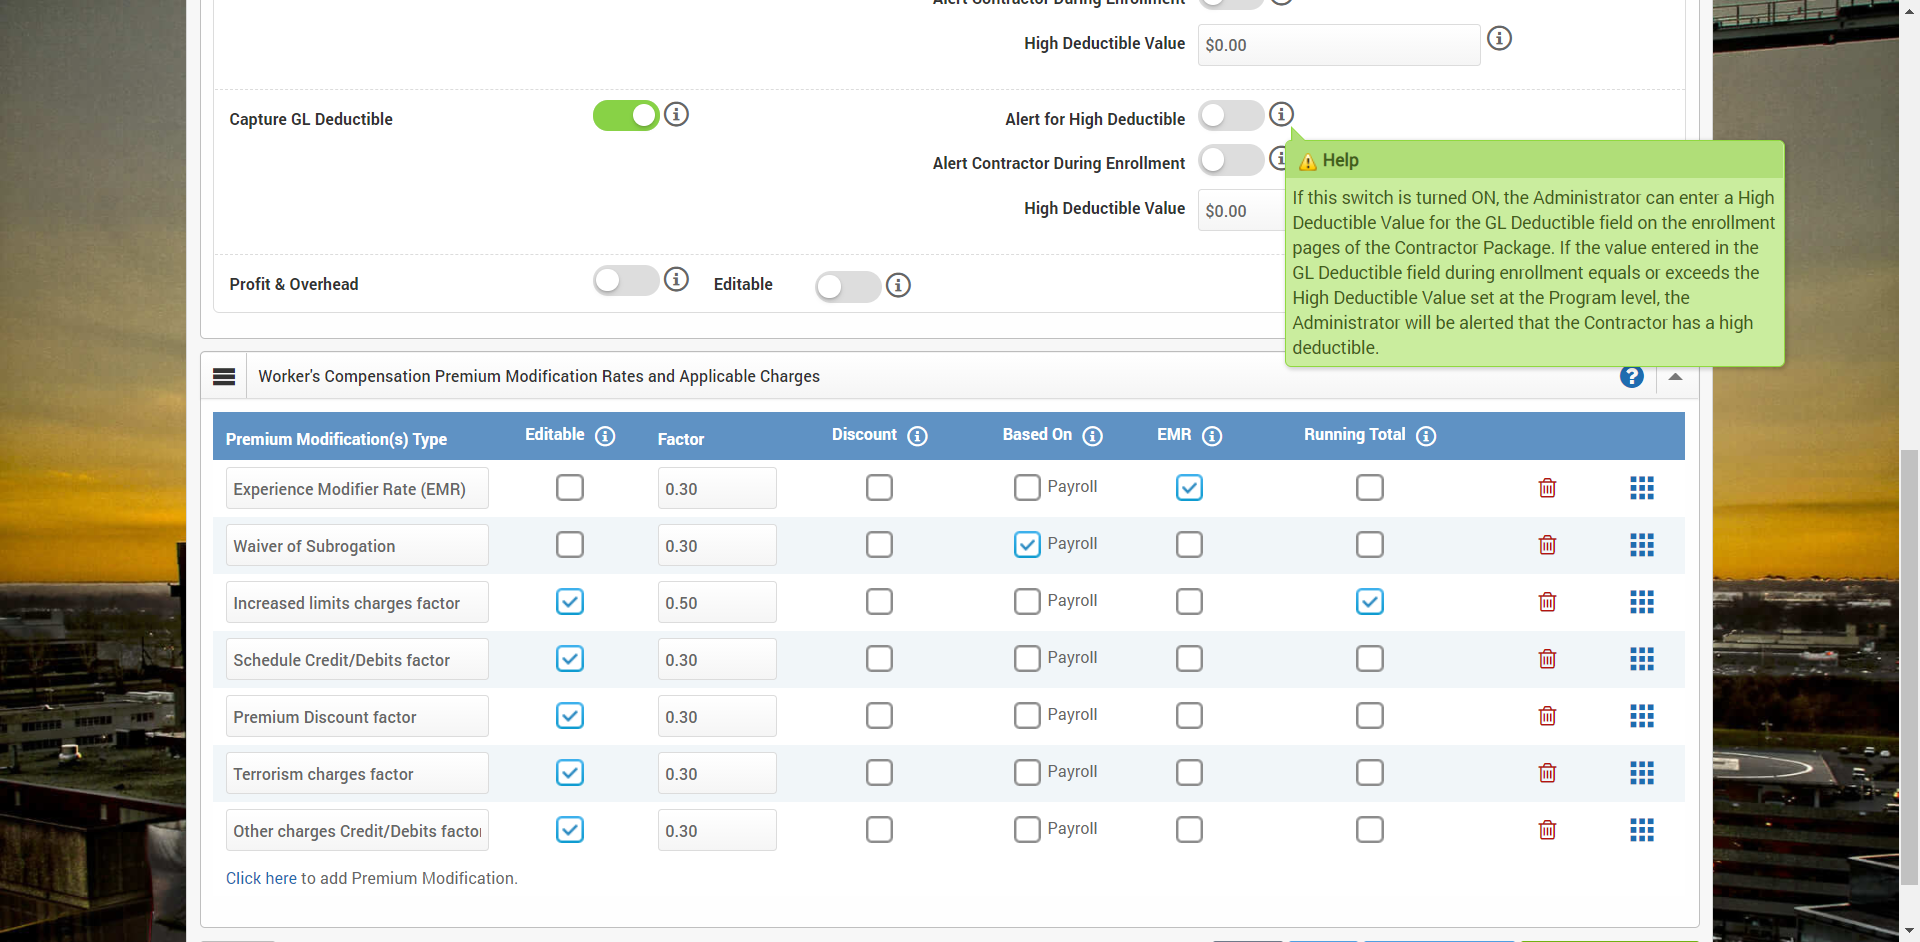 Alert Contractor During Enrollment
High Deductible Value $0.00
Capture GL Deductible Alert for High Deductible
Alert Contractor During Enrollment
High Deductible Value $0.00
Help
If this switch is turned ON, the Administrator can enter a High
Deductible Value for the GL Deductible field on the enrollment
pages of the Contractor Package. If the value entered in the
GL Deductible field during enrollment equals or exceeds the
High Deductible Value set at the Program level, the
Administrator will be alerted that the Contractor has a high
deductible.
Profit & Overhead Editable
Worker's Compensation Premium Modification Rates and Applicable Charges
Premium Modification(s) Type Editable Factor Discount Based On EMR Running Total
Experience Modifier Rate (EMR) 0.30 Payroll
Waiver of Subrogation 0.30 Payroll
Increased limits charges factor 0.50 Payroll
Schedule Credit/Debits factor 0.30 Payroll
Premium Discount factor 0.30 Payroll
Terrorism charges factor 0.30 Payroll
Other charges Credit/Debits factor 0.30 Payroll
Click here to add Premium Modification.